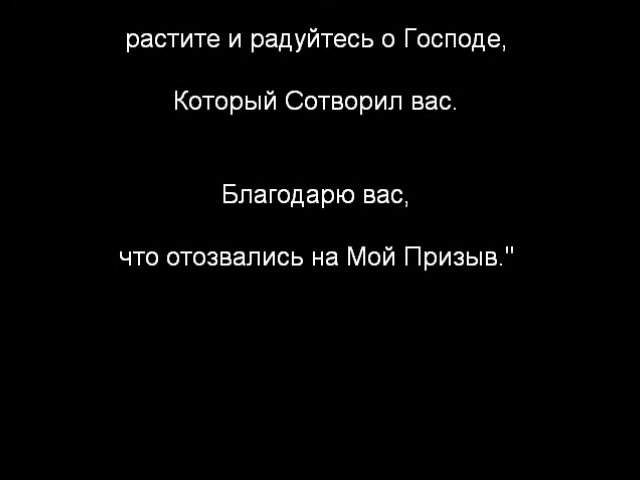 растите и радуйтесь о Господе,
Который Сотворил вас.
Благодарю вас,
что отозвались на Мой Призыв."